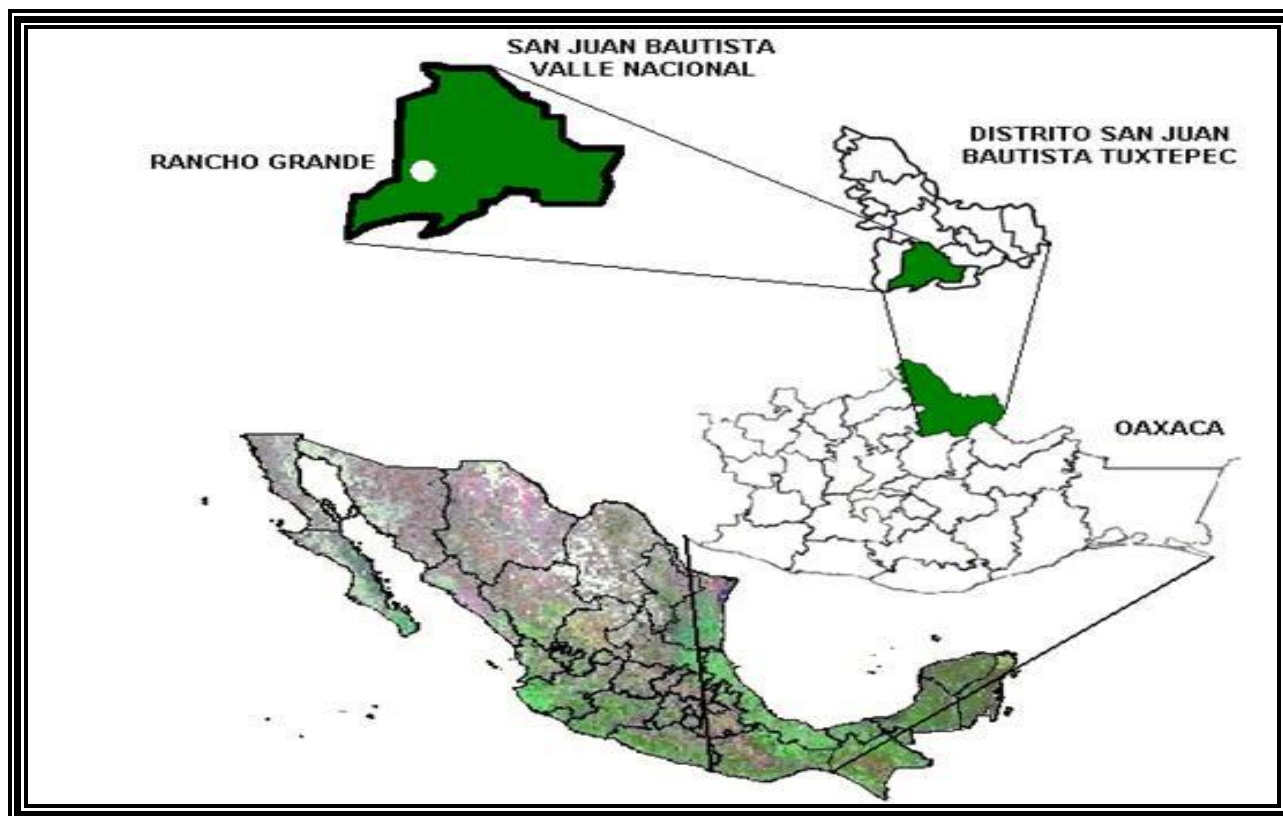 SAN JUAN BAUTISTA
VALLE NACIONAL
RANCHO GRANDE
DISTRITO SAN JUAN
BAUTISTA TUXTEPEC
OAXACA